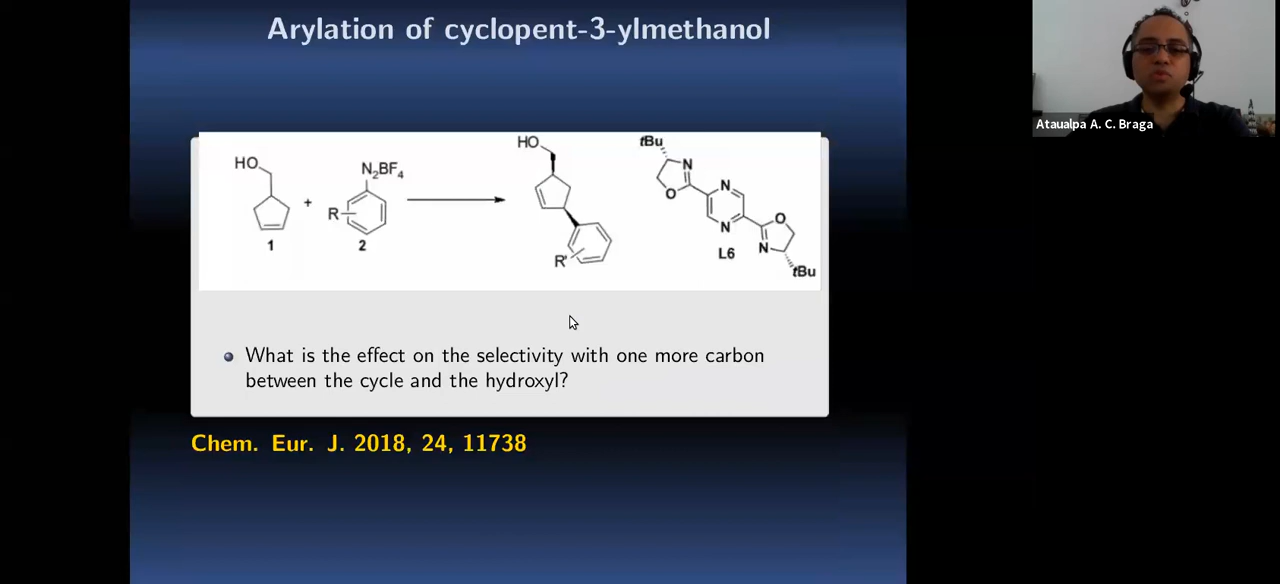 Arylation of cyclopent-3-ylmethanol
Ataualpa A. C. Braga
HO
N₂BF₄
+
R
1
2
HO
R'
tBu
N
O
N
N
O
N
L6
tBu
What is the effect on the selectivity with one more carbon
between the cycle and the hydroxyl?
Chem. Eur. J. 2018, 24, 11738